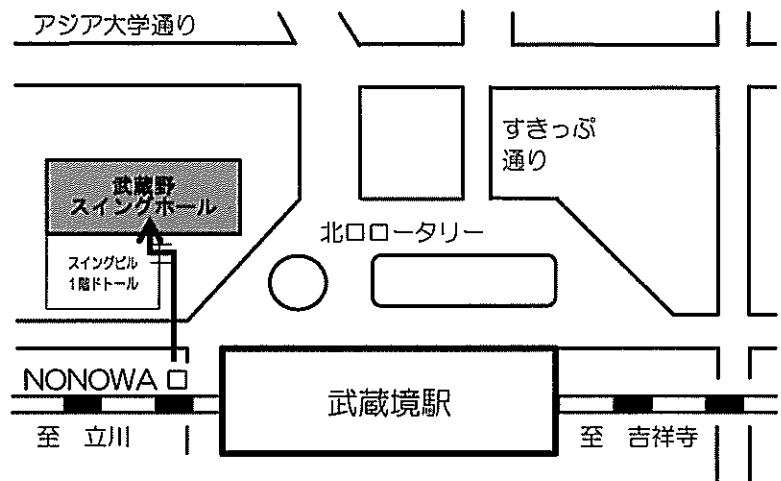 アジア大学通り
すきっぷ
通り
武蔵野
スイングホール
北口ロータリー
スイングビル
1階ドトール
NONOWA
武蔵境駅
至 立川
至 吉祥寺